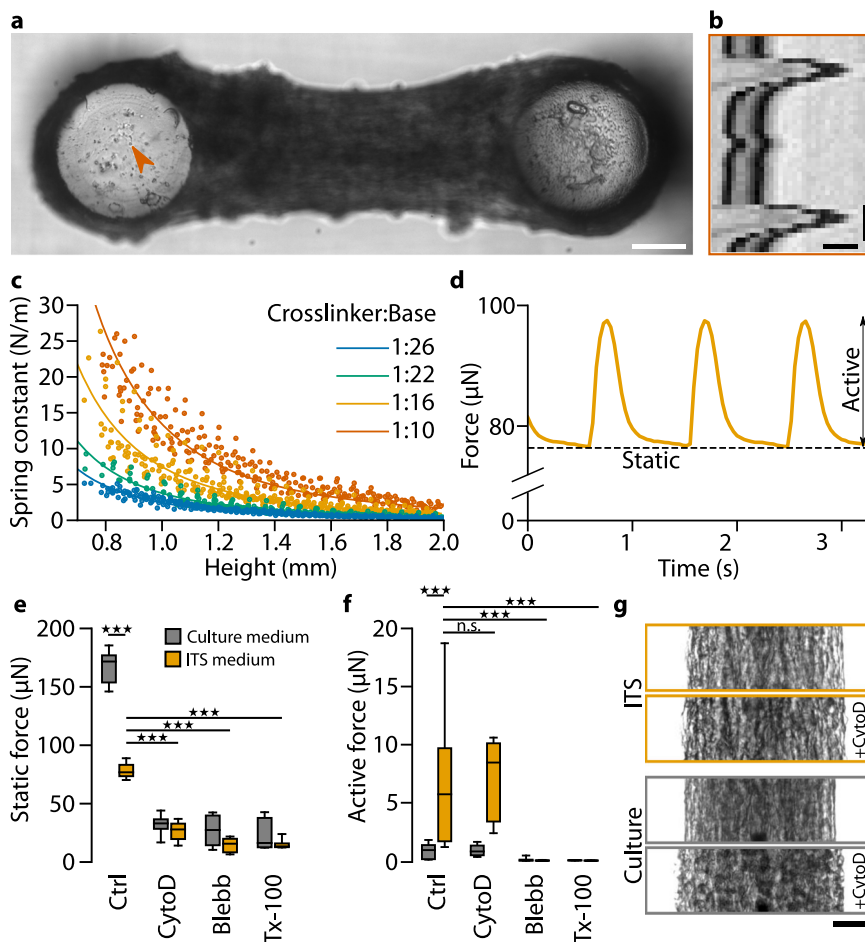 a
b
c
Spring constant (N/m)
30
25
20
15
10
5
0
0.8 1.0 1.2 1.4 1.6 1.8 2.0
Height (mm)
Crosslinker:Base
1:26
1:22
1:16
1:10
d
Force (µN)
100
80
0
0 1 2 3
Time (s)
Static
Active
e
Static force (µN)
200
150
100
50
0
★★★
Culture medium
ITS medium
★★★
★★★
★★★
Ctrl
CytoD
Blebb
Tx-100
f
Active force (µN)
20
15
10
5
0
★★★
★★★
★★★
n.s.
Ctrl
CytoD
Blebb
Tx-100
g
ITS
+CytoD
Culture
+CytoD